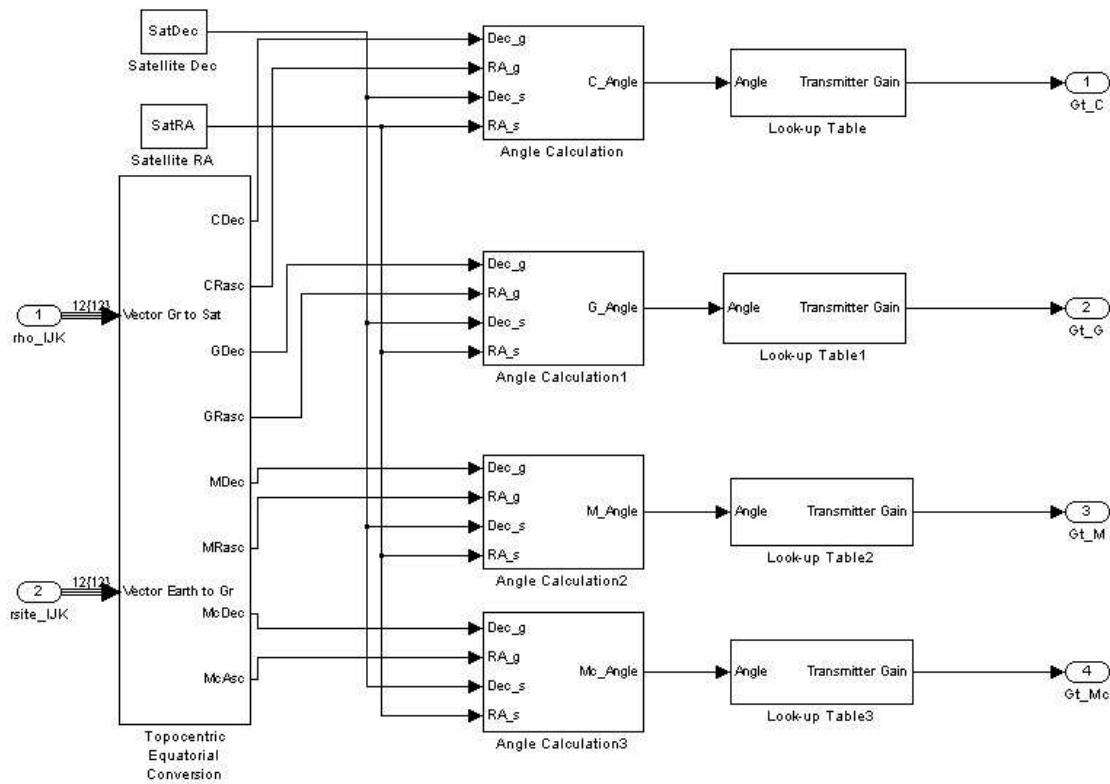 SatDec
Satellite Dec
SatRA
Satellite RA
CDec
CRasc
1
12{12}
Vector Gr to Sat
rho_IJK
GDec
GRasc
MDec
MRasc
2
12{12}
Vector Earth to Gr
rsite_IJK
McDec
McAsc
Topocentric
Equatorial
Conversion
Dec_g
RA_g
C_Angle
Dec_s
RA_s
Angle Calculation
Angle Transmitter Gain
Look-up Table
1
Gt_C
Dec_g
RA_g
G_Angle
Dec_s
RA_s
Angle Calculation1
Angle Transmitter Gain
Look-up Table1
2
Gt_G
Dec_g
RA_g
M_Angle
Dec_s
RA_s
Angle Calculation2
Angle Transmitter Gain
Look-up Table2
3
Gt_M
Dec_g
RA_g
Mc_Angle
Dec_s
RA_s
Angle Calculation3
Angle Transmitter Gain
Look-up Table3
4
Gt_Mc